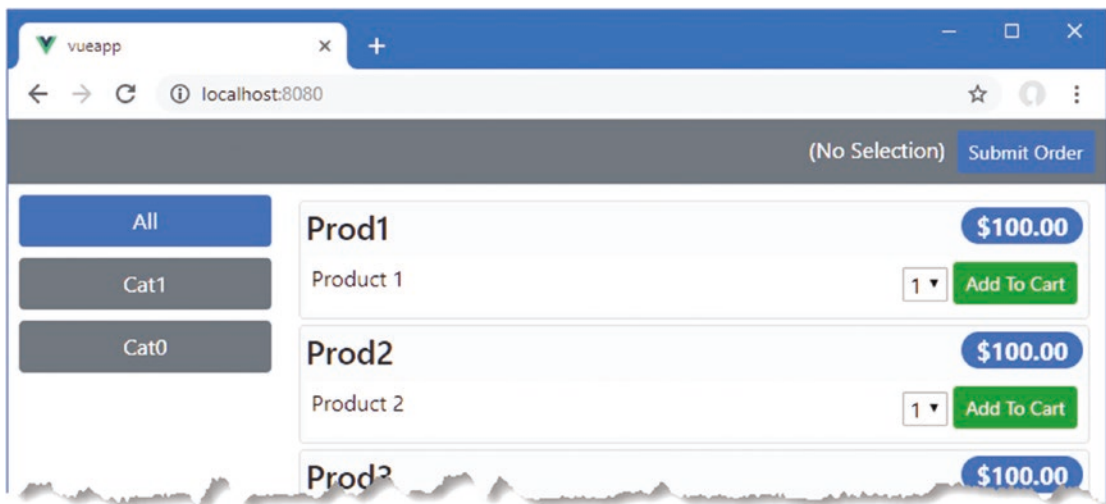 vueapp
localhost:8080
(No Selection) Submit Order
All
Cat1
Cat0
Prod1 $100.00
Product 1 1 Add To Cart
Prod2 $100.00
Product 2 1 Add To Cart
Prod3 $100.00